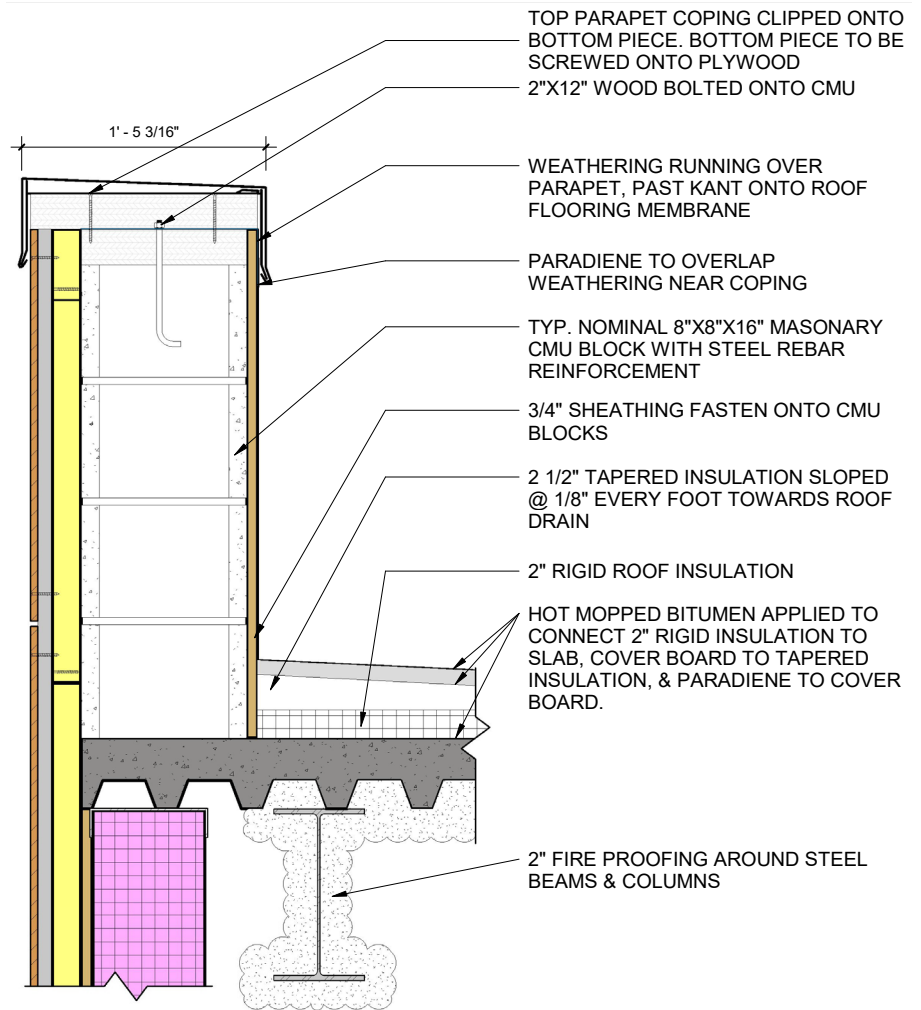 TOP PARAPET COPING CLIPPED ONTO
BOTTOM PIECE. BOTTOM PIECE TO BE
SCREWED ONTO PLYWOOD
2"X12" WOOD BOLTED ONTO CMU
1' - 5 3/16"
WEATHERING RUNNING OVER
PARAPET, PAST KANT ONTO ROOF
FLOORING MEMBRANE
PARADIENE TO OVERLAP
WEATHERING NEAR COPING
TYP. NOMINAL 8"X8"X16" MASONARY
CMU BLOCK WITH STEEL REBAR
REINFORCEMENT
3/4" SHEATHING FASTEN ONTO CMU
BLOCKS
2 1/2" TAPERED INSULATION SLOPED
@ 1/8" EVERY FOOT TOWARDS ROOF
DRAIN
2" RIGID ROOF INSULATION
HOT MOPPED BITUMEN APPLIED TO
CONNECT 2" RIGID INSULATION TO
SLAB, COVER BOARD TO TAPERED
INSULATION, & PARADIENE TO COVER
BOARD.
2" FIRE PROOFING AROUND STEEL
BEAMS & COLUMNS